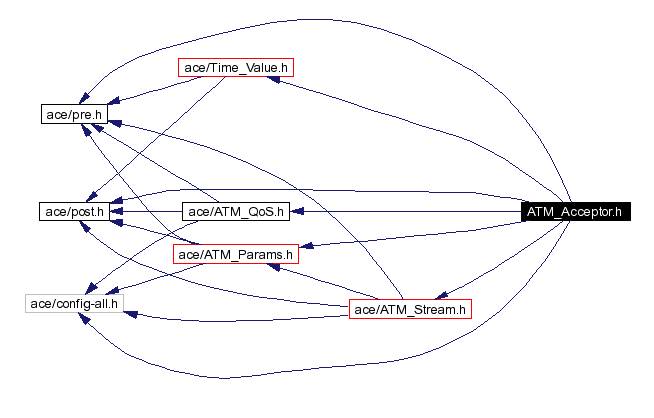 ace/Time_Value.h
ace/pre.h
ace/post.h
ace/ATM_QoS.h
ATM_Acceptor.h
ace/ATM_Params.h
ace/config-all.h
ace/ATM_Stream.h